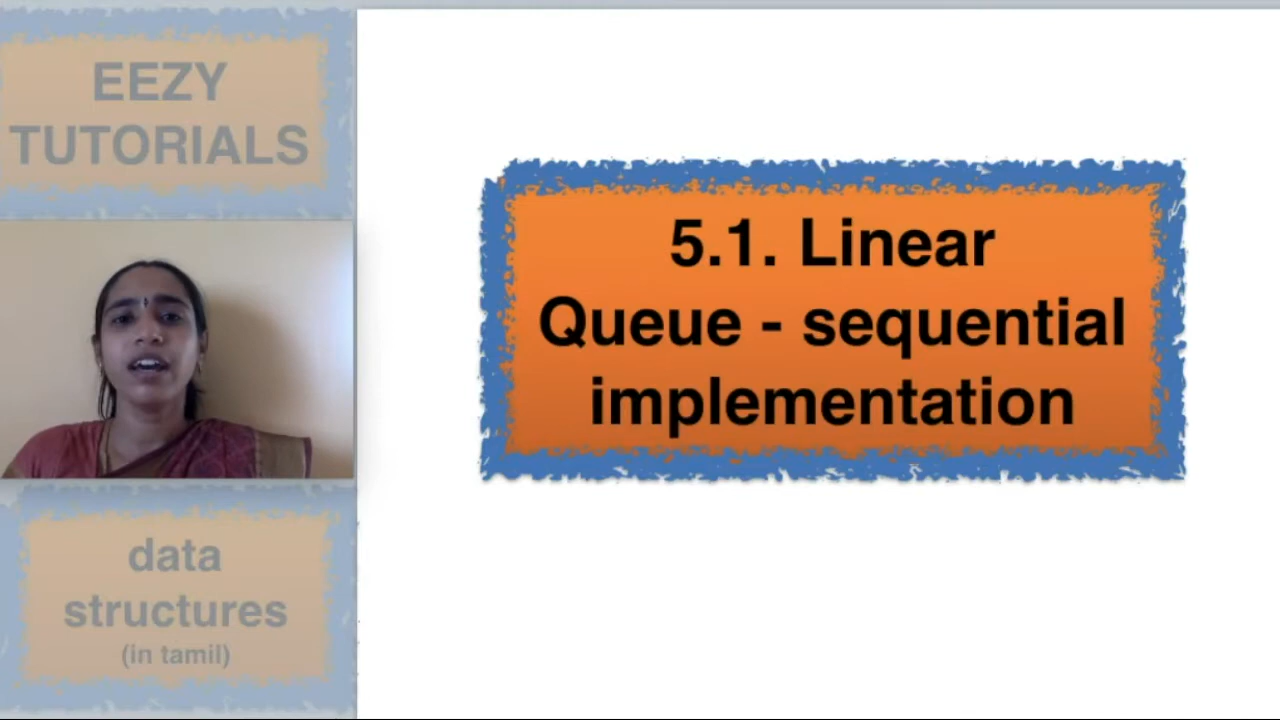 EEZY
TUTORIALS
5.1. Linear
Queue - sequential
implementation
data
structures
(in tamil)